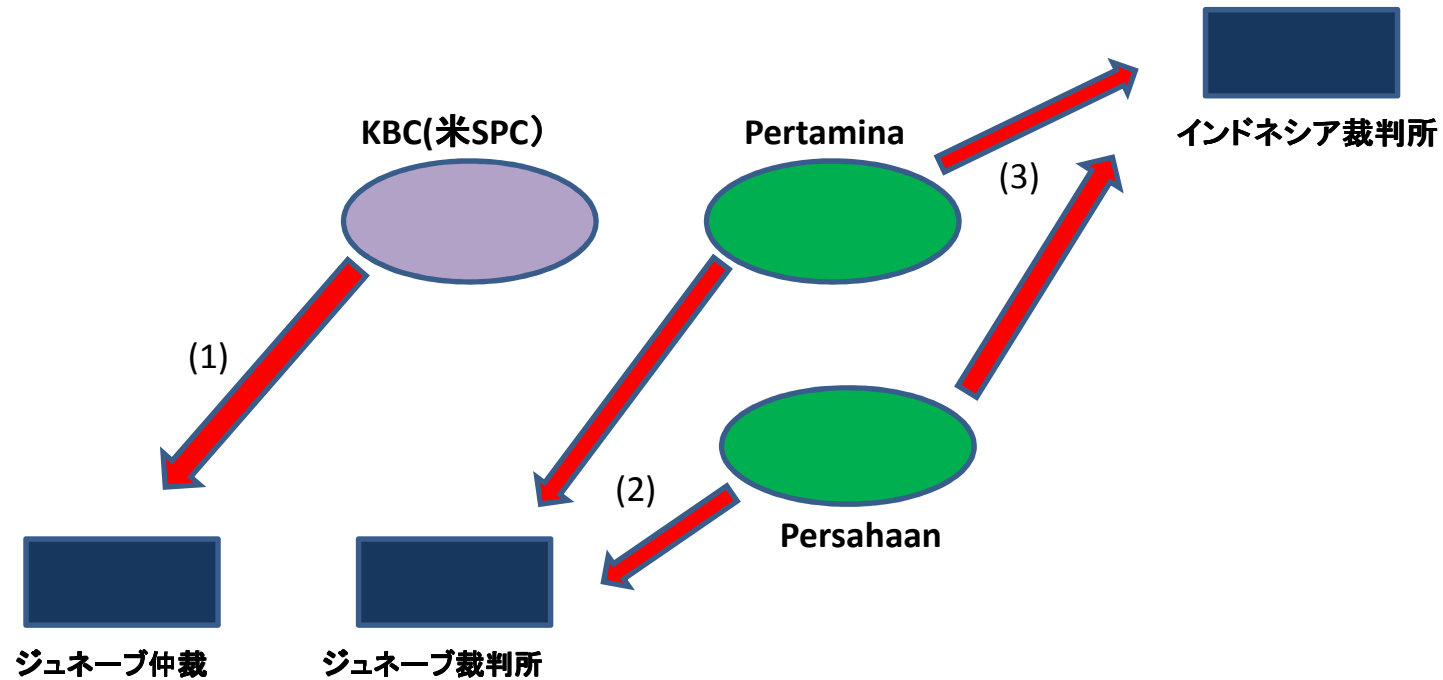 KBC(米SPC）
Pertamina
インドネシア裁判所
(3)
(1)
(2)
Persahaan
ジュネーブ仲裁
ジュネーブ裁判所